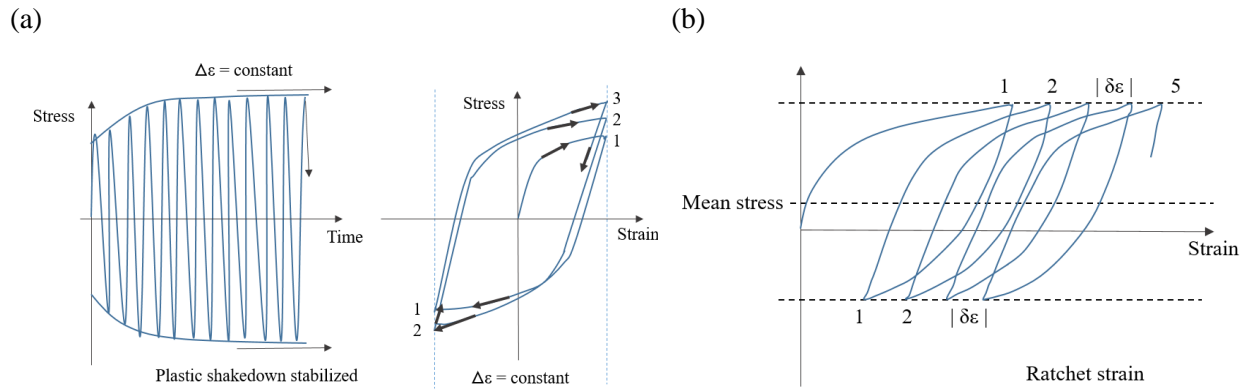 (a)
Δε = constant
Stress
Time
Plastic shakedown stabilized
Stress
3
2
1
Strain
1
2
Δε = constant
(b)
1 2 | δε | 5
Mean stress
Strain
1 2 | δε |
Ratchet strain